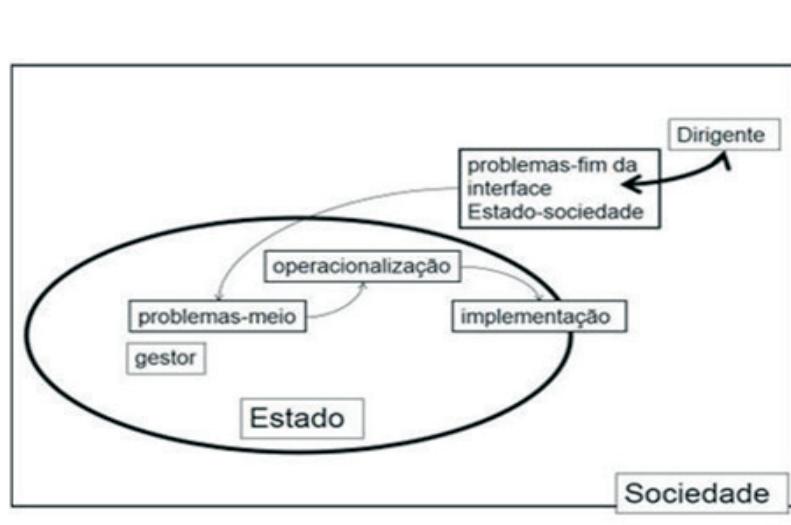 Dirigente
problemas-fim da
interface
Estado-sociedade
operacionalização
problemas-meio
implementação
gestor
Estado
Sociedade